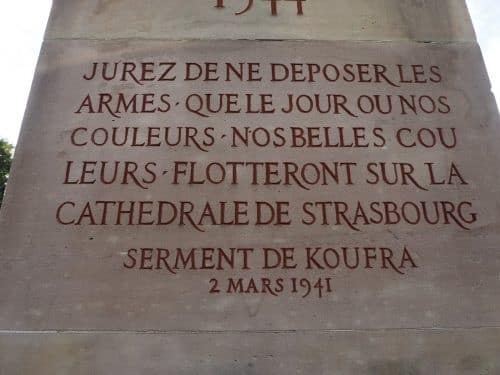 1944
JUREZ DE NE DEPOSER LES
ARMES · QUE LE JOUR OU NOS
COULEURS · NOS BELLES COU
LEURS · FLOTTERONT SUR LA
CATHEDRALE DE STRASBOURG
SERMENT DE KOUFRA
2 MARS 1941